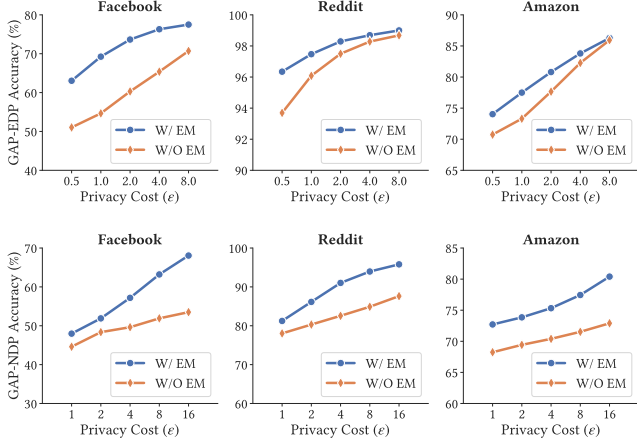 Facebook
Reddit
Amazon
GAP-EDP Accuracy (%)
80
70
60
50
40
0.5 1.0 2.0 4.0 8.0
Privacy Cost (ε)
W/ EM
W/O EM
100
98
96
94
92
90
0.5 1.0 2.0 4.0 8.0
Privacy Cost (ε)
W/ EM
W/O EM
90
85
80
75
70
65
0.5 1.0 2.0 4.0 8.0
Privacy Cost (ε)
W/ EM
W/O EM
Facebook
Reddit
Amazon
GAP-NDP Accuracy (%)
70
60
50
40
30
1 2 4 8 16
Privacy Cost (ε)
W/ EM
W/O EM
100
90
80
70
60
1 2 4 8 16
Privacy Cost (ε)
W/ EM
W/O EM
85
80
75
70
65
60
1 2 4 8 16
Privacy Cost (ε)
W/ EM
W/O EM